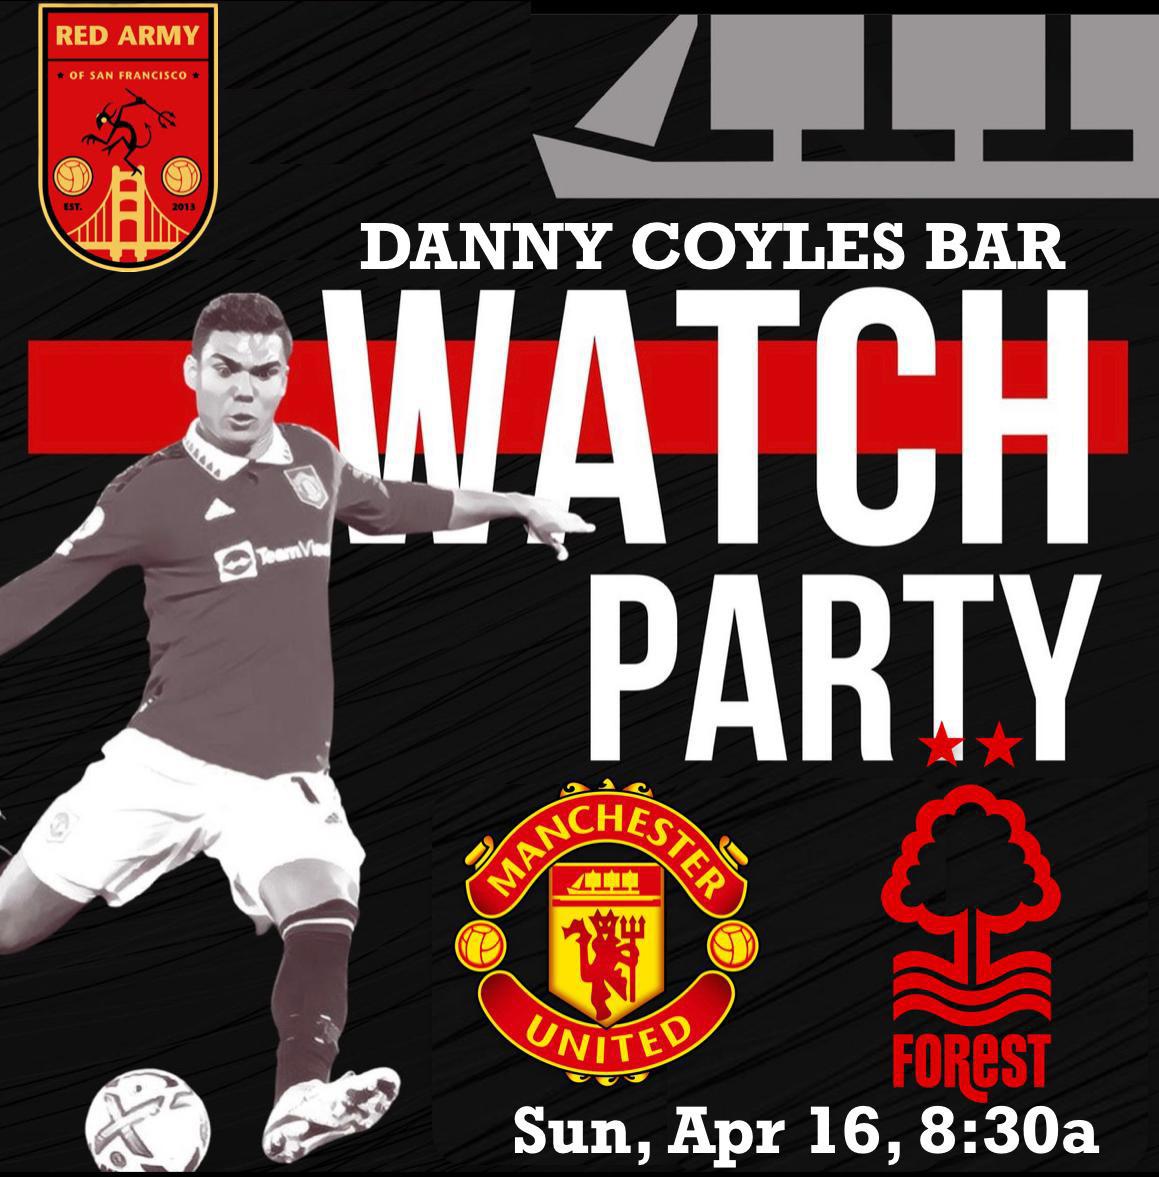 RED ARMY
OF SAN FRANCISCO
EST. 2013
DANNY COYLES BAR
WATCH
PARTY
TeamVie
MANCHESTER
UNITED
FOREST
Sun, Apr 16, 8:30a